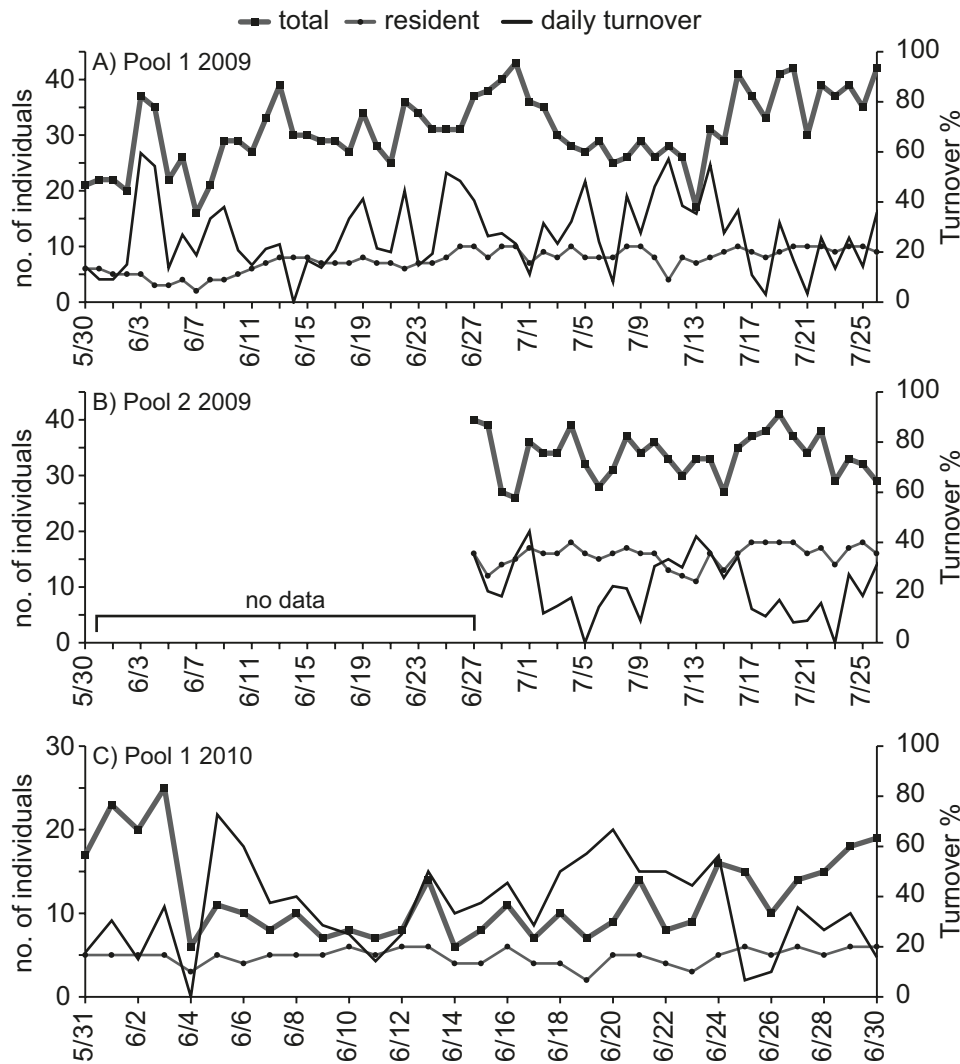 total resident daily turnover
A) Pool 1 2009
no. of individuals
40
30
20
10
0
100
80
60
40
20
0
Turnover %
5/30 6/3 6/7 6/11 6/15 6/19 6/23 6/27 7/1 7/5 7/9 7/13 7/17 7/21 7/25
B) Pool 2 2009
no. of individuals
40
30
20
10
0
no data
100
80
60
40
20
0
Turnover %
5/30 6/3 6/7 6/11 6/15 6/19 6/23 6/27 7/1 7/5 7/9 7/13 7/17 7/21 7/25
C) Pool 1 2010
no. of individuals
30
20
10
0
100
80
60
40
20
0
Turnover %
5/31 6/2 6/4 6/6 6/8 6/10 6/12 6/14 6/16 6/18 6/20 6/22 6/24 6/26 6/28 6/30